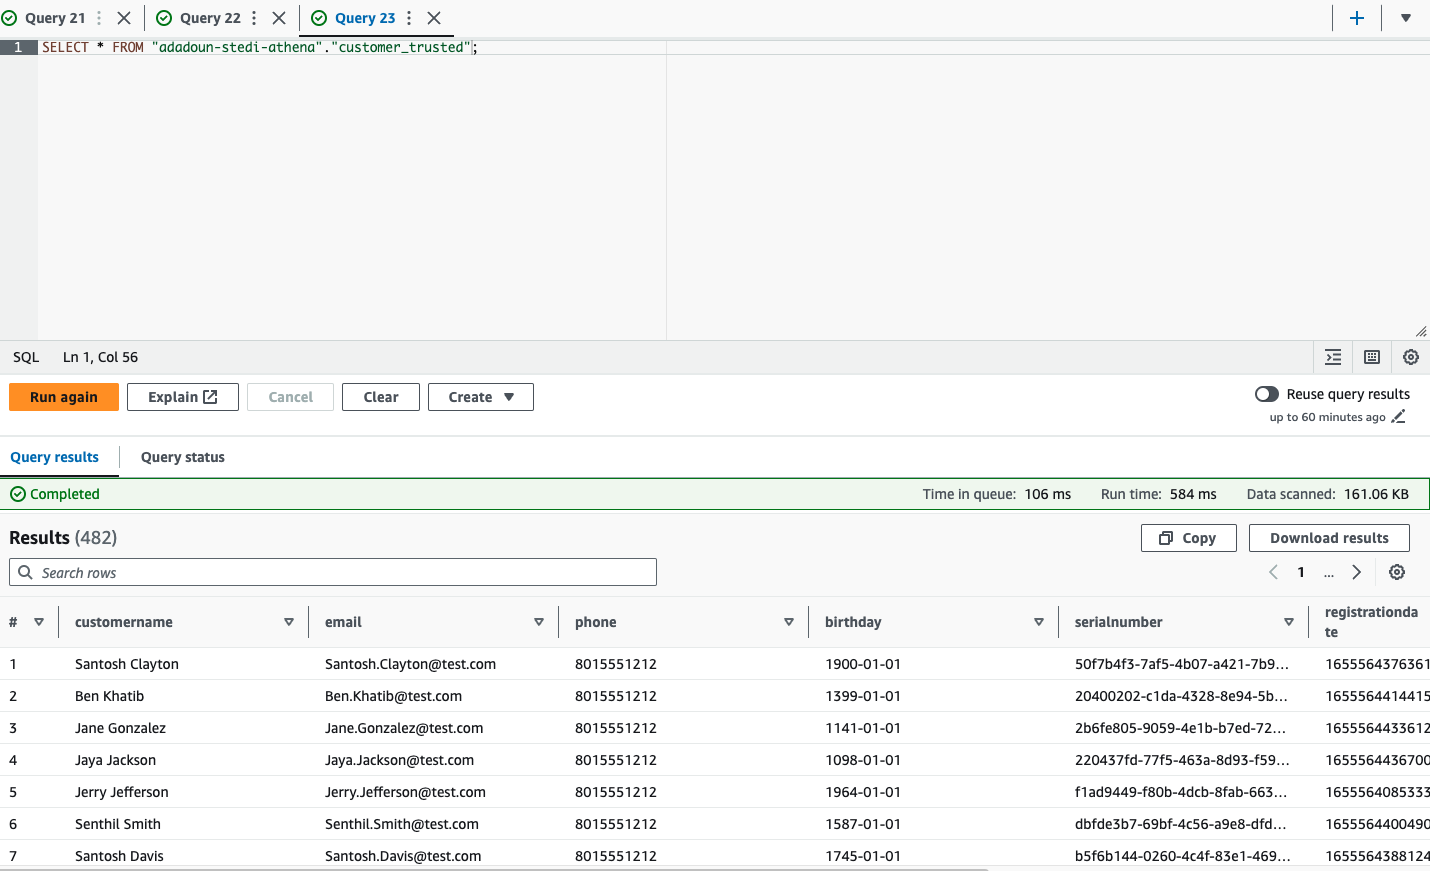 Query 21 Query 22 Query 23
1 SELECT * FROM "adadoun-stedi-athena"."customer_trusted";
SQL Ln 1, Col 56
Run again Explain Cancel Clear Create Reuse query results
up to 60 minutes ago
Query results Query status
Completed Time in queue: 106 ms Run time: 584 ms Data scanned: 161.06 KB
Results (482) Copy Download results
Search rows 1 ...
# customername email phone birthday serialnumber registrationda
te
1 Santosh Clayton Santosh.Clayton@test.com 8015551212 1900-01-01 50f7b4f3-7af5-4b07-a421-7b9... 1655564376361
2 Ben Khatib Ben.Khatib@test.com 8015551212 1399-01-01 20400202-c1da-4328-8e94-5b... 1655564414415
3 Jane Gonzalez Jane.Gonzalez@test.com 8015551212 1141-01-01 2b6fe805-9059-4e1b-b7ed-72... 1655564433612
4 Jaya Jackson Jaya.Jackson@test.com 8015551212 1098-01-01 220437fd-77f5-463a-8d93-f59... 1655564436700
5 Jerry Jefferson Jerry.Jefferson@test.com 8015551212 1964-01-01 f1ad9449-f80b-4dcb-8fab-663... 1655564085333
6 Senthil Smith Senthil.Smith@test.com 8015551212 1587-01-01 dbfde3b7-69bf-4c56-a9e8-dfd... 1655564400490
7 Santosh Davis Santosh.Davis@test.com 8015551212 1745-01-01 b5f6b144-0260-4c4f-83e1-469... 1655564388124